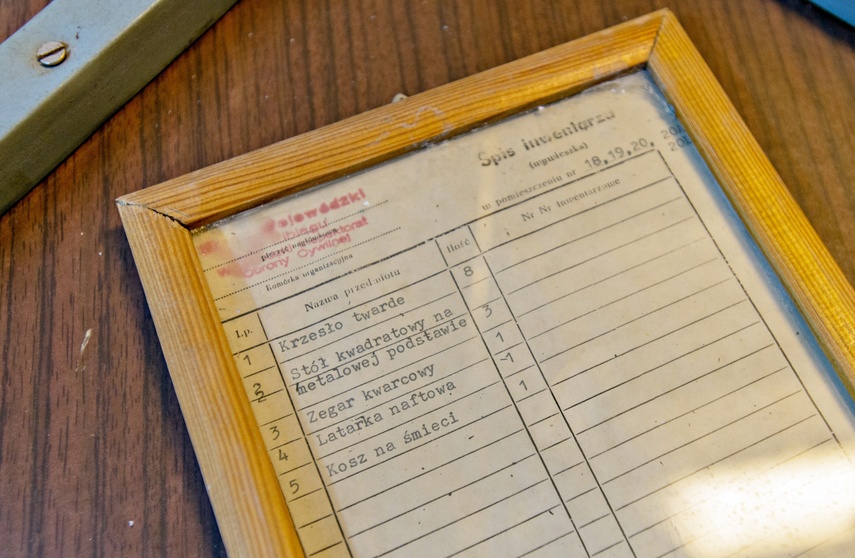 Spis inwentarza
(wywieszka)
w pomieszczeniu nr 18,19,20,
Wojewódzki
Obrony Cywilnej
Komórka organizacyjna
Lp. Nazwa przedmiotu Ilość Nr Nr inwentarzowe
1 Krzesło twarde 8
2 Stół kwadratowy na
metalowej podstawie 3
3 Zegar kwarcowy 1
4 Latarka naftowa 1
5 Kosz na śmieci 1